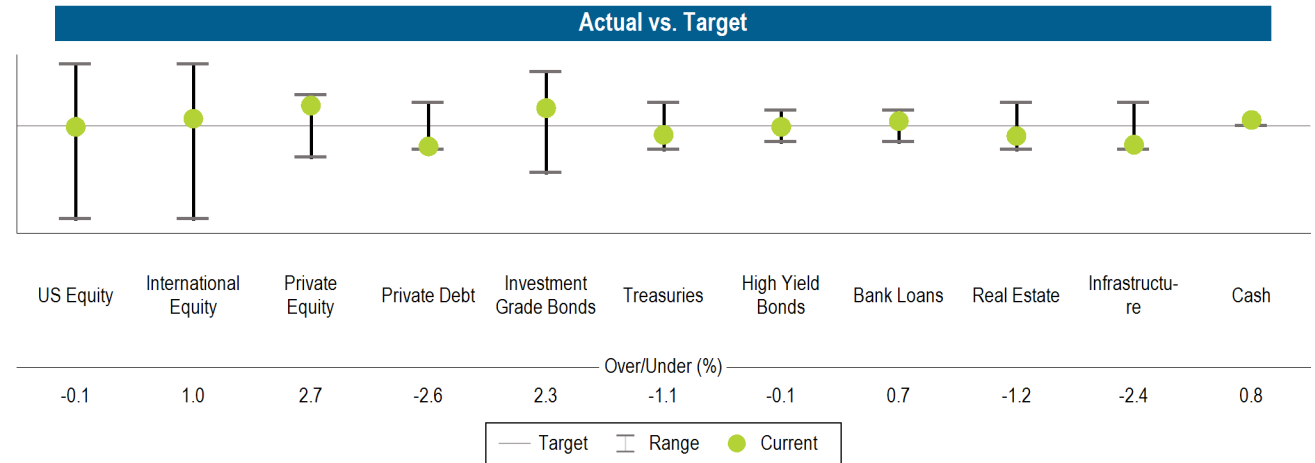 Actual vs. Target
US Equity
International
Equity
Private
Equity
Private Debt
Investment
Grade Bonds
Treasuries
High Yield
Bonds
Bank Loans
Real Estate
Infrastructu-
re
Cash
Over/Under (%)
-0.1 1.0 2.7 -2.6 2.3 -1.1 -0.1 0.7 -1.2 -2.4 0.8
Target Range Current